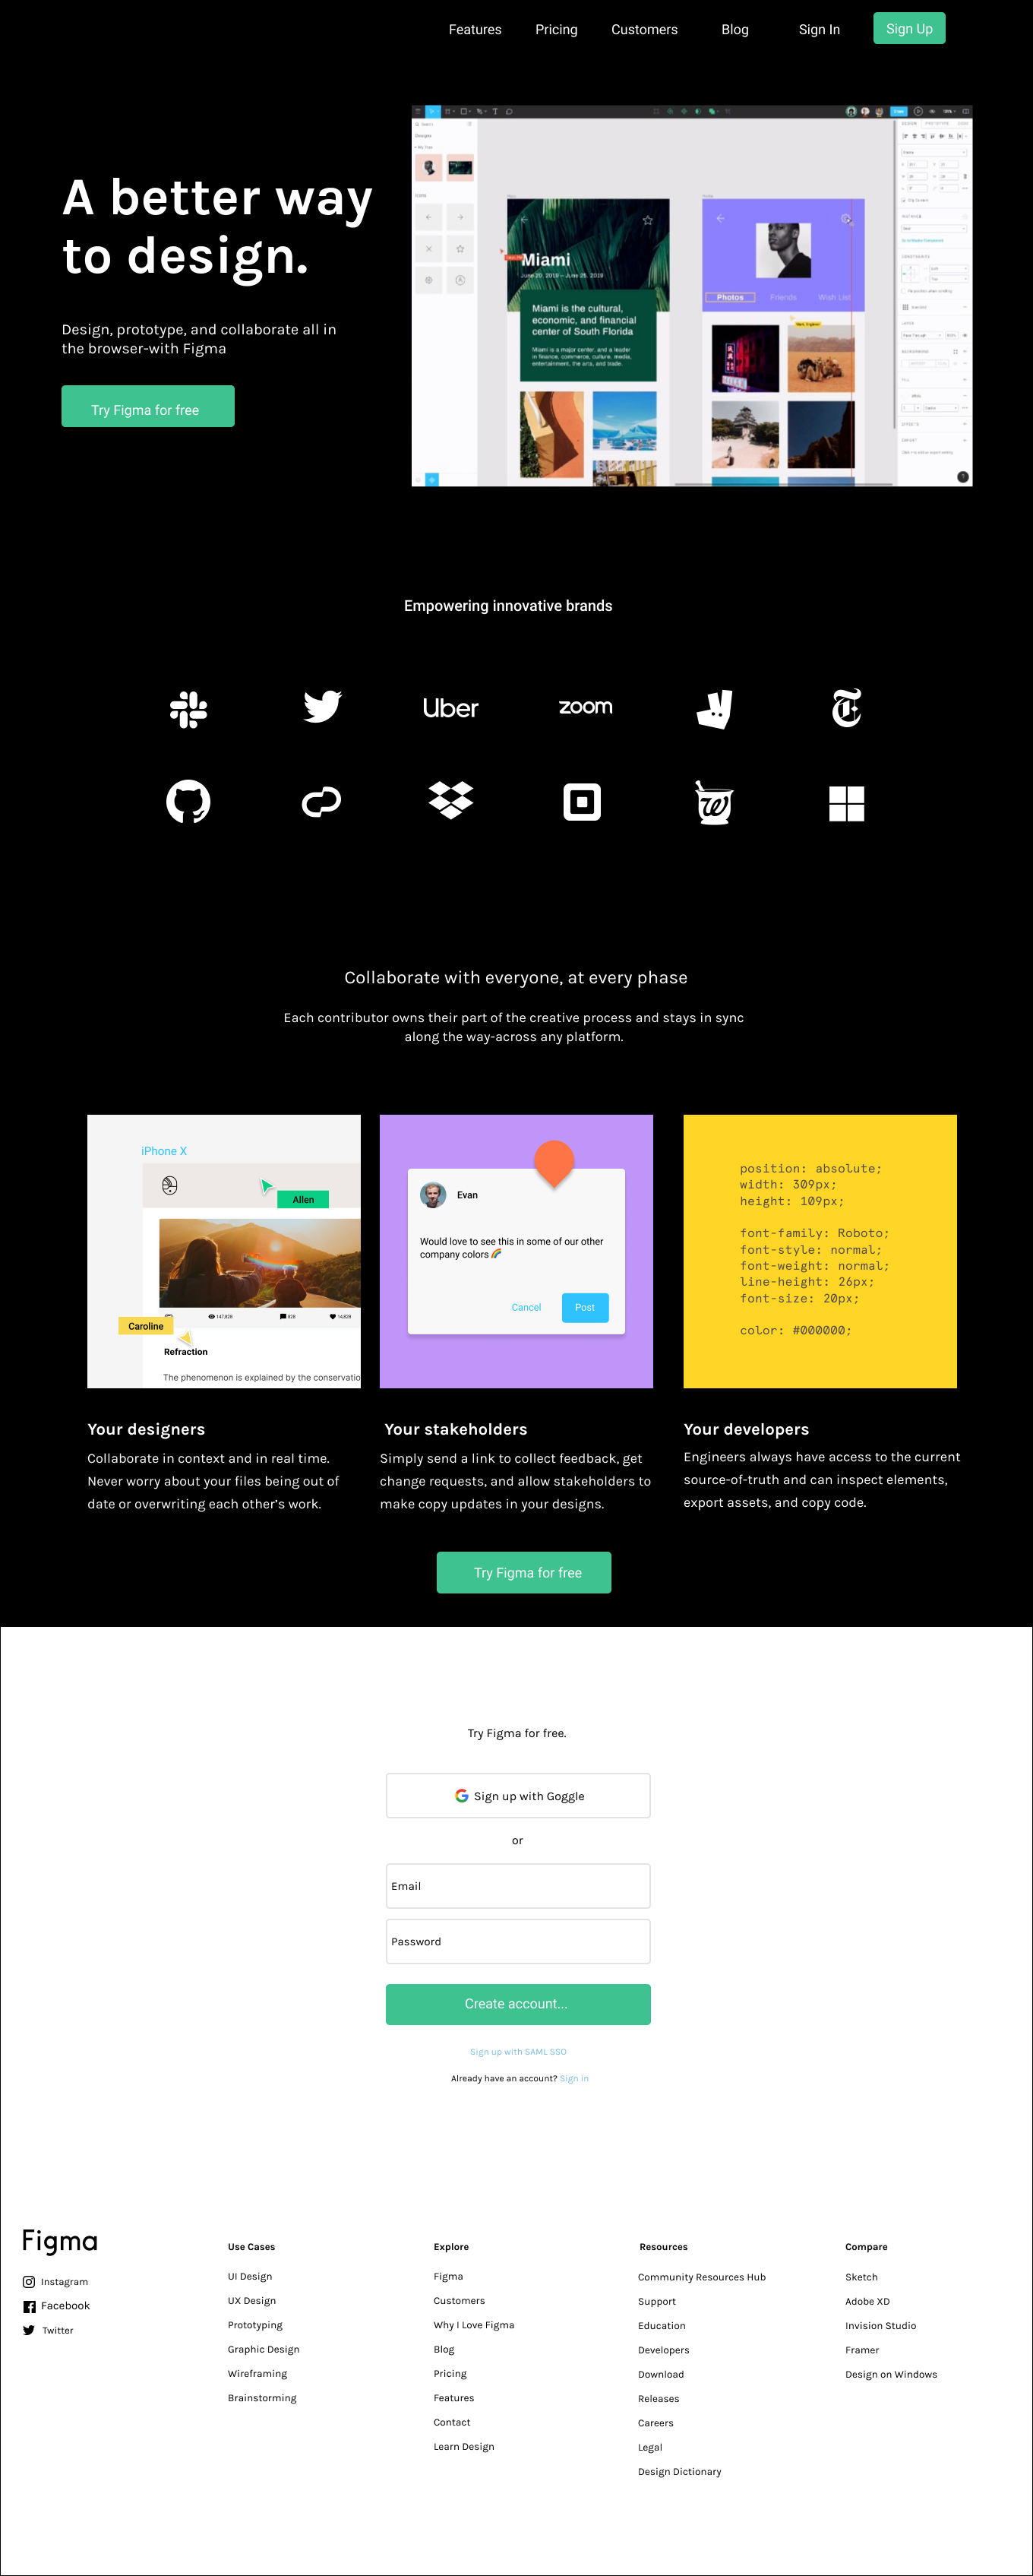 Features Pricing Customers Blog Sign In Sign Up
A better way
to design.
Design, prototype, and collaborate all in
the browser-with Figma
Try Figma for free
Miami
June 20, 2019 – June 25, 2019
Miami is the cultural,
economic, and financial
center of South Florida
Miami is a major center, and a leader
in finance, commerce, culture, media,
entertainment, the arts, and trade.
Photos Friends Wish List
Empowering innovative brands
Uber
zoom
Collaborate with everyone, at every phase
Each contributor owns their part of the creative process and stays in sync
along the way-across any platform.
iPhone X
Allen
147,828 828 14,828
Caroline
Refraction
The phenomenon is explained by the conservatio
Evan
Would love to see this in some of our other
company colors 🌈
Cancel Post
position: absolute;
width: 309px;
height: 109px;
font-family: Roboto;
font-style: normal;
font-weight: normal;
line-height: 26px;
font-size: 20px;
color: #000000;
Your designers
Collaborate in context and in real time.
Never worry about your files being out of
date or overwriting each other's work.
Your stakeholders
Simply send a link to collect feedback, get
change requests, and allow stakeholders to
make copy updates in your designs.
Your developers
Engineers always have access to the current
source-of-truth and can inspect elements,
export assets, and copy code.
Try Figma for free
Try Figma for free.
Sign up with Goggle
or
Email
Password
Create account...
Sign up with SAML SSO
Already have an account? Sign in
Figma
Instagram
Facebook
Twitter
Use Cases
UI Design
UX Design
Prototyping
Graphic Design
Wireframing
Brainstorming
Explore
Figma
Customers
Why I Love Figma
Blog
Pricing
Features
Contact
Learn Design
Resources
Community Resources Hub
Support
Education
Developers
Download
Releases
Careers
Legal
Design Dictionary
Compare
Sketch
Adobe XD
Invision Studio
Framer
Design on Windows